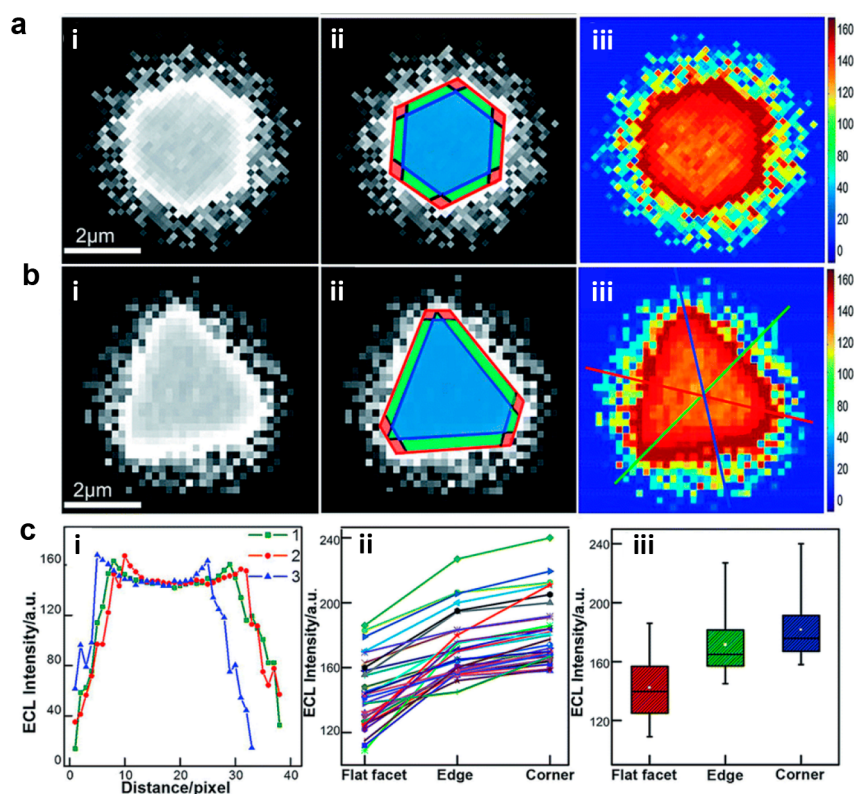 a
i
ii
iii
160
140
120
100
80
60
40
20
0
2μm
b
i
ii
iii
160
140
120
100
80
60
40
20
0
2μm
c
i
ii
iii
1
2
3
ECL Intensity/a.u.
160
120
80
40
0
0 10 20 30 40
Distance/pixel
ECL Intensity/a.u.
240
200
160
120
Flat facet Edge Corner
ECL Intensity/a.u.
240
200
160
120
Flat facet Edge Corner